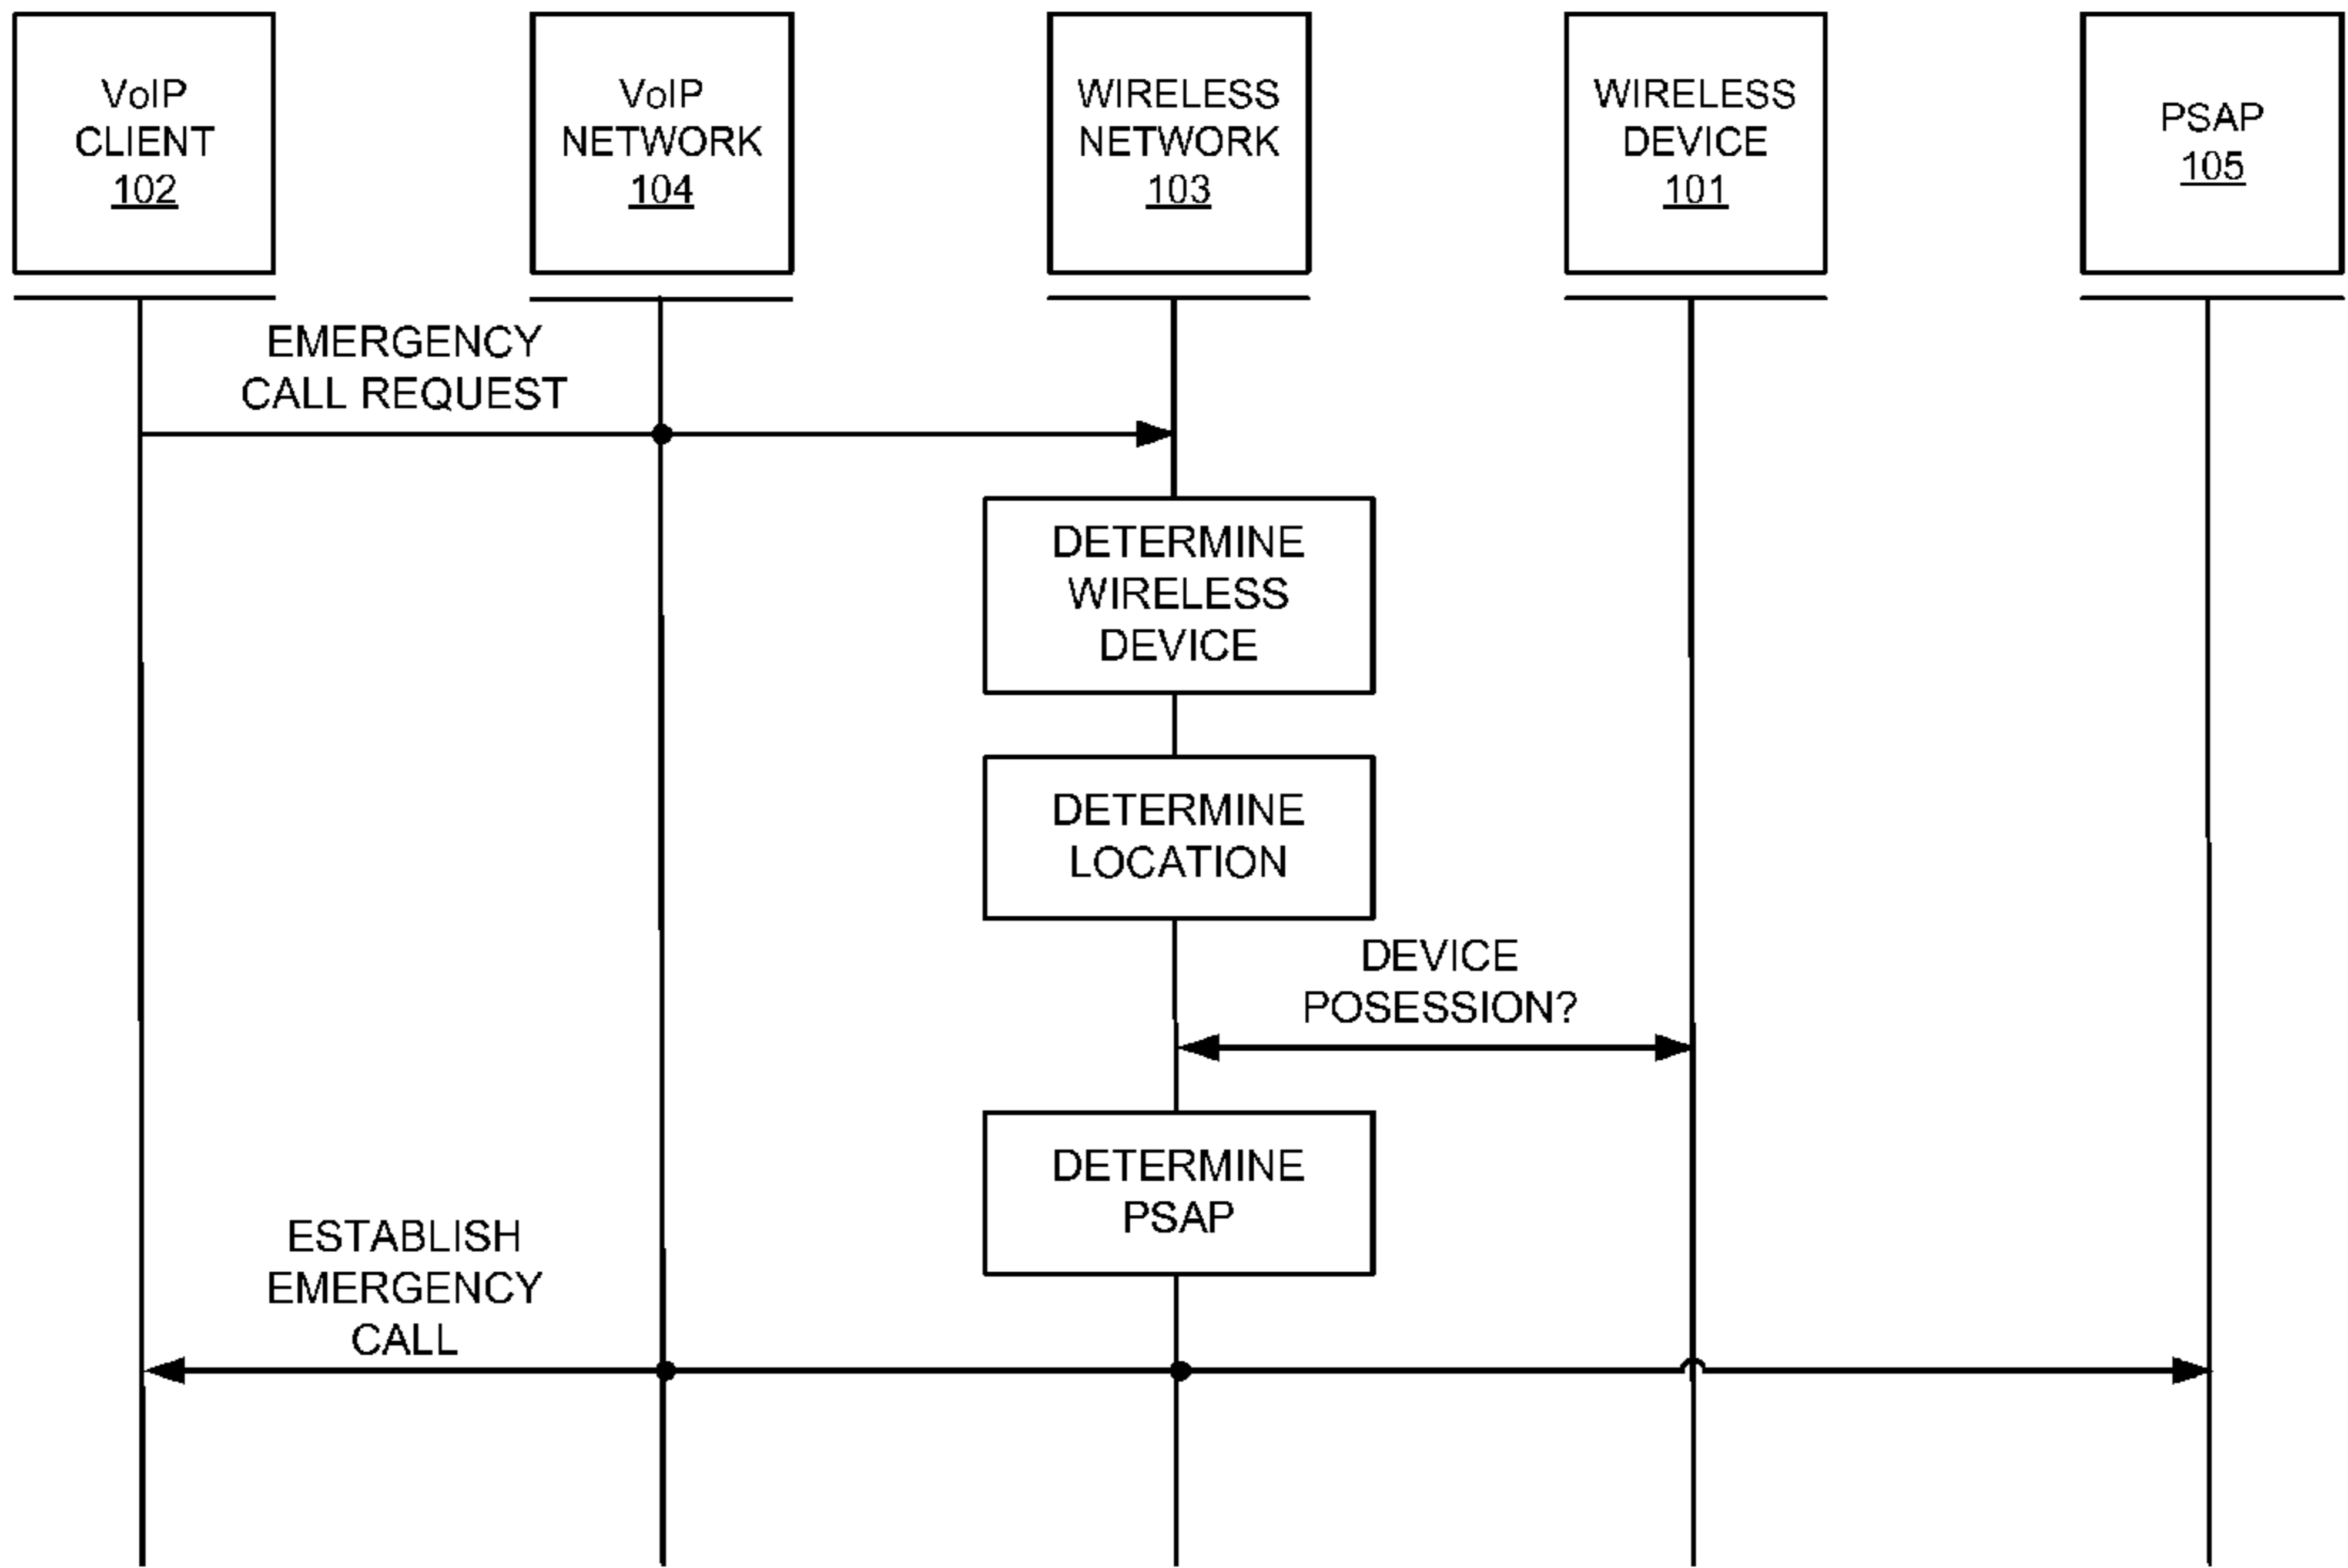 VoIP
CLIENT
102
VoIP
NETWORK
104
WIRELESS
NETWORK
103
WIRELESS
DEVICE
101
PSAP
105
EMERGENCY
CALL REQUEST
DETERMINE
WIRELESS
DEVICE
DETERMINE
LOCATION
DEVICE
POSESSION?
DETERMINE
PSAP
ESTABLISH
EMERGENCY
CALL